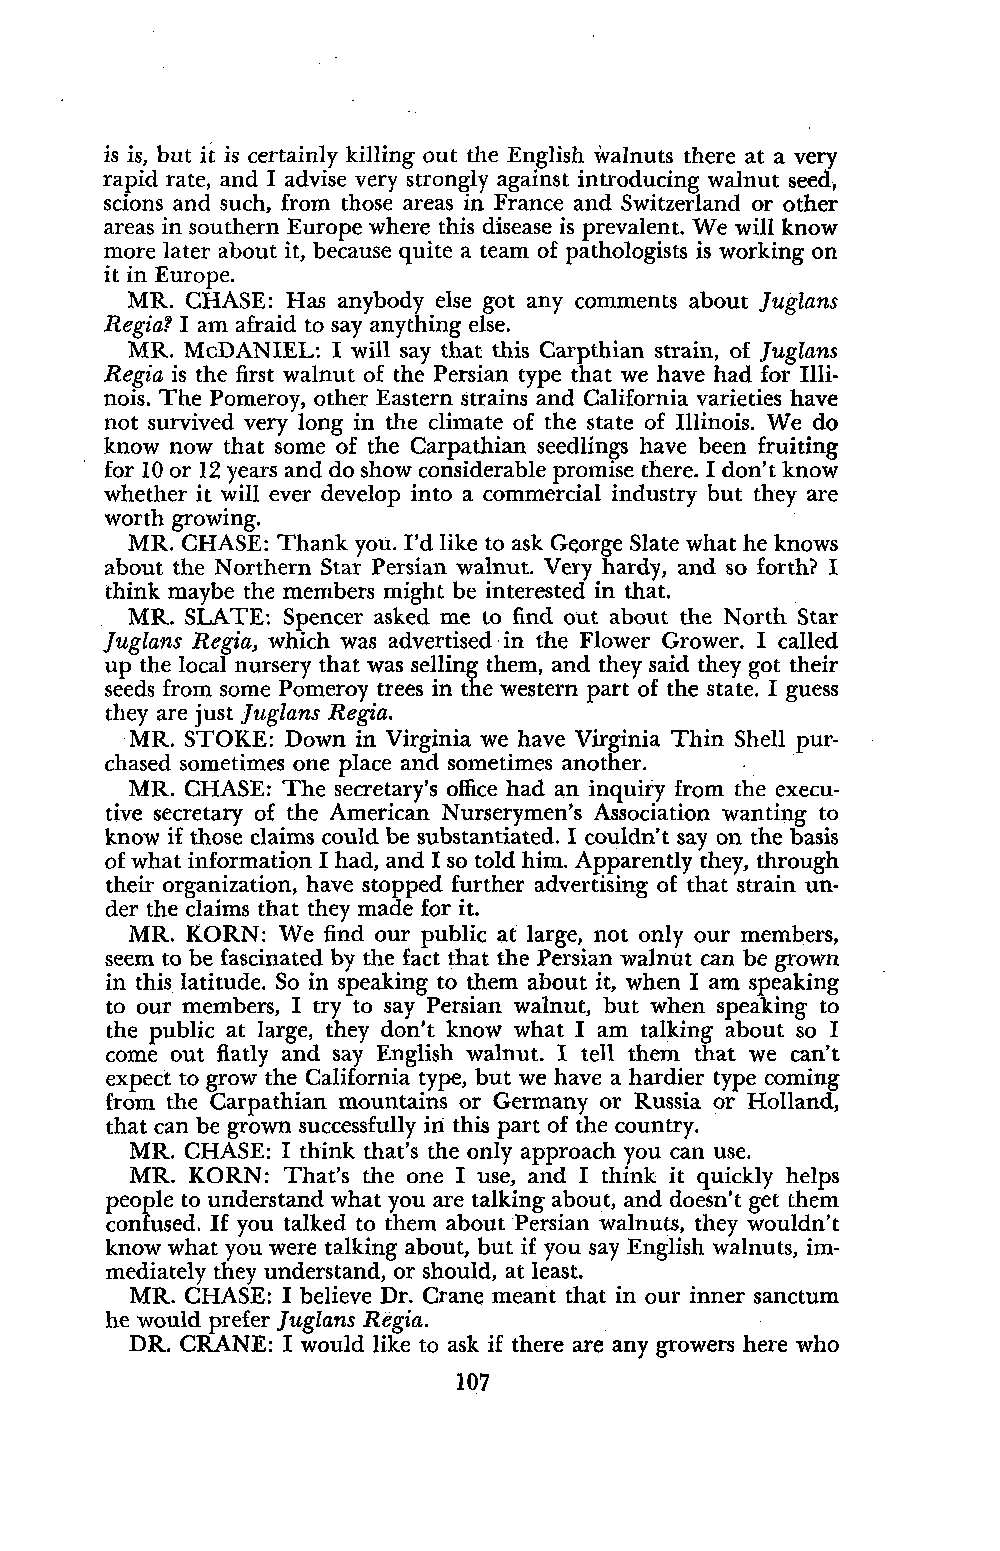 is is, but it is certainly killing out the English walnuts there at a very
rapid rate, and I advise very strongly against introducing walnut seed,
scions and such, from those areas in France and Switzerland or other
areas in southern Europe where this disease is prevalent. We will know
more later about it, because quite a team of pathologists is working on
it in Europe.
MR. CHASE: Has anybody else got any comments about Juglans
Regia? I am afraid to say anything else.
MR. McDANIEL: I will say that this Carpthian strain, of Juglans
Regia is the first walnut of the Persian type that we have had for Illi-
nois. The Pomeroy, other Eastern strains and California varieties have
not survived very long in the climate of the state of Illinois. We do
know now that some of the Carpathian seedlings have been fruiting
for 10 or 12 years and do show considerable promise there. I don't know
whether it will ever develop into a commercial industry but they are
worth growing.
MR. CHASE: Thank you. I'd like to ask George Slate what he knows
about the Northern Star Persian walnut. Very hardy, and so forth? I
think maybe the members might be interested in that.
MR. SLATE: Spencer asked me to find out about the North Star
Juglans Regia, which was advertised in the Flower Grower. I called
up the local nursery that was selling them, and they said they got their
seeds from some Pomeroy trees in the western part of the state. I guess
they are just Juglans Regia.
MR. STOKE: Down in Virginia we have Virginia Thin Shell pur-
chased sometimes one place and sometimes another.
MR. CHASE: The secretary's office had an inquiry from the execu-
tive secretary of the American Nurserymen's Association wanting to
know if those claims could be substantiated. I couldn't say on the basis
of what information I had, and I so told him. Apparently they, through
their organization, have stopped further advertising of that strain un-
der the claims that they made for it.
MR. KORN: We find our public at large, not only our members,
seem to be fascinated by the fact that the Persian walnut can be grown
in this latitude. So in speaking to them about it, when I am speaking
to our members, I try to say Persian walnut, but when speaking to
the public at large, they don't know what I am talking about so I
come out flatly and say English walnut. I tell them that we can't
expect to grow the California type, but we have a hardier type coming
from the Carpathian mountains or Germany or Russia or Holland,
that can be grown successfully in this part of the country.
MR. CHASE: I think that's the only approach you can use.
MR. KORN: That's the one I use, and I think it quickly helps
people to understand what you are talking about, and doesn't get them
confused. If you talked to them about Persian walnuts, they wouldn't
know what you were talking about, but if you say English walnuts, im-
mediately they understand, or should, at least.
MR. CHASE: I believe Dr. Crane meant that in our inner sanctum
he would prefer Juglans Regia.
DR. CRANE: I would like to ask if there are any growers here who
107